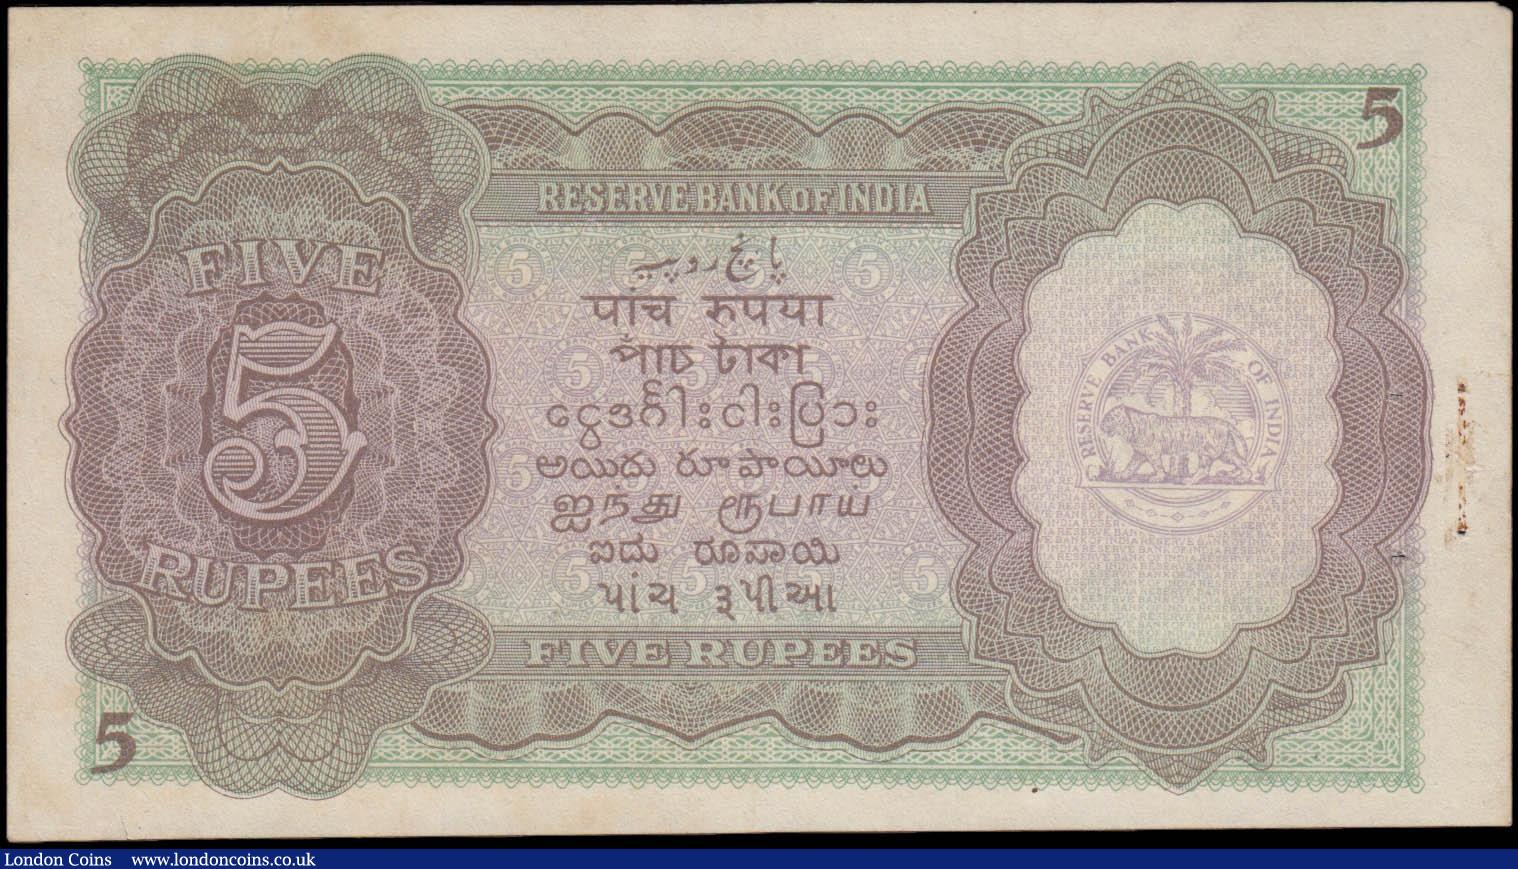 5
RESERVE BANK OF INDIA
FIVE
5
RUPEES
پانچ روپیہ
पांच रुपया
পাঁচ টাকা
ငွေဒင်္ဂါးငါးပြား
అయిదు రూపాయీలు
ஐந்து ரூபாய்
ಐದು ರೂಪಾಯಿ
પાંચ રૂપીઆ
FIVE RUPEES
RESERVE BANK OF INDIA
5
London Coins www.londoncoins.co.uk